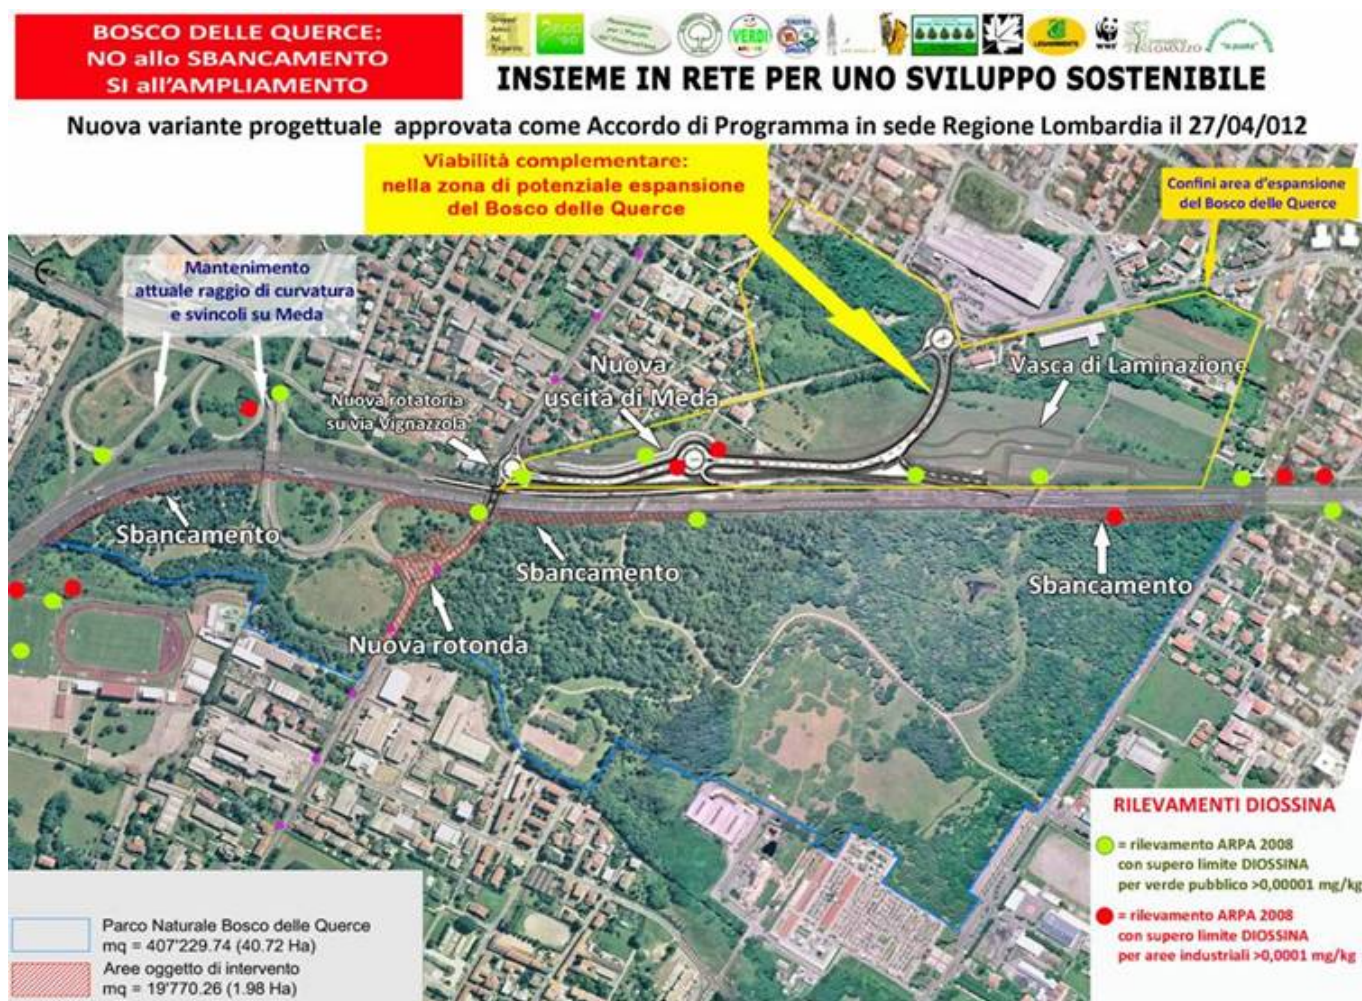 BOSCO DELLE QUERCE:
NO allo SBANCAMENTO
SI all'AMPLIAMENTO
VERDI
LEGAMBIENTE
WWF
INSIEME IN RETE PER UNO SVILUPPO SOSTENIBILE
Nuova variante progettuale approvata come Accordo di Programma in sede Regione Lombardia il 27/04/012
Viabilità complementare:
nella zona di potenziale espansione
del Bosco delle Querce
Confini area d'espansione
del Bosco delle Querce
Mantenimento
attuale raggio di curvatura
e svincoli su Meda
Nuova
uscita di Meda
Vasca di Laminazione
Nuova rotatoria
su via Vignazzola
Sbancamento
Sbancamento
Sbancamento
Nuova rotonda
RILEVAMENTI DIOSSINA
= rilevamento ARPA 2008
con supero limite DIOSSINA
per verde pubblico >0,00001 mg/kg
= rilevamento ARPA 2008
con supero limite DIOSSINA
per aree industriali >0,0001 mg/kg
Parco Naturale Bosco delle Querce
mq = 407'229.74 (40.72 Ha)
Aree oggetto di intervento
mq = 19'770.26 (1.98 Ha)